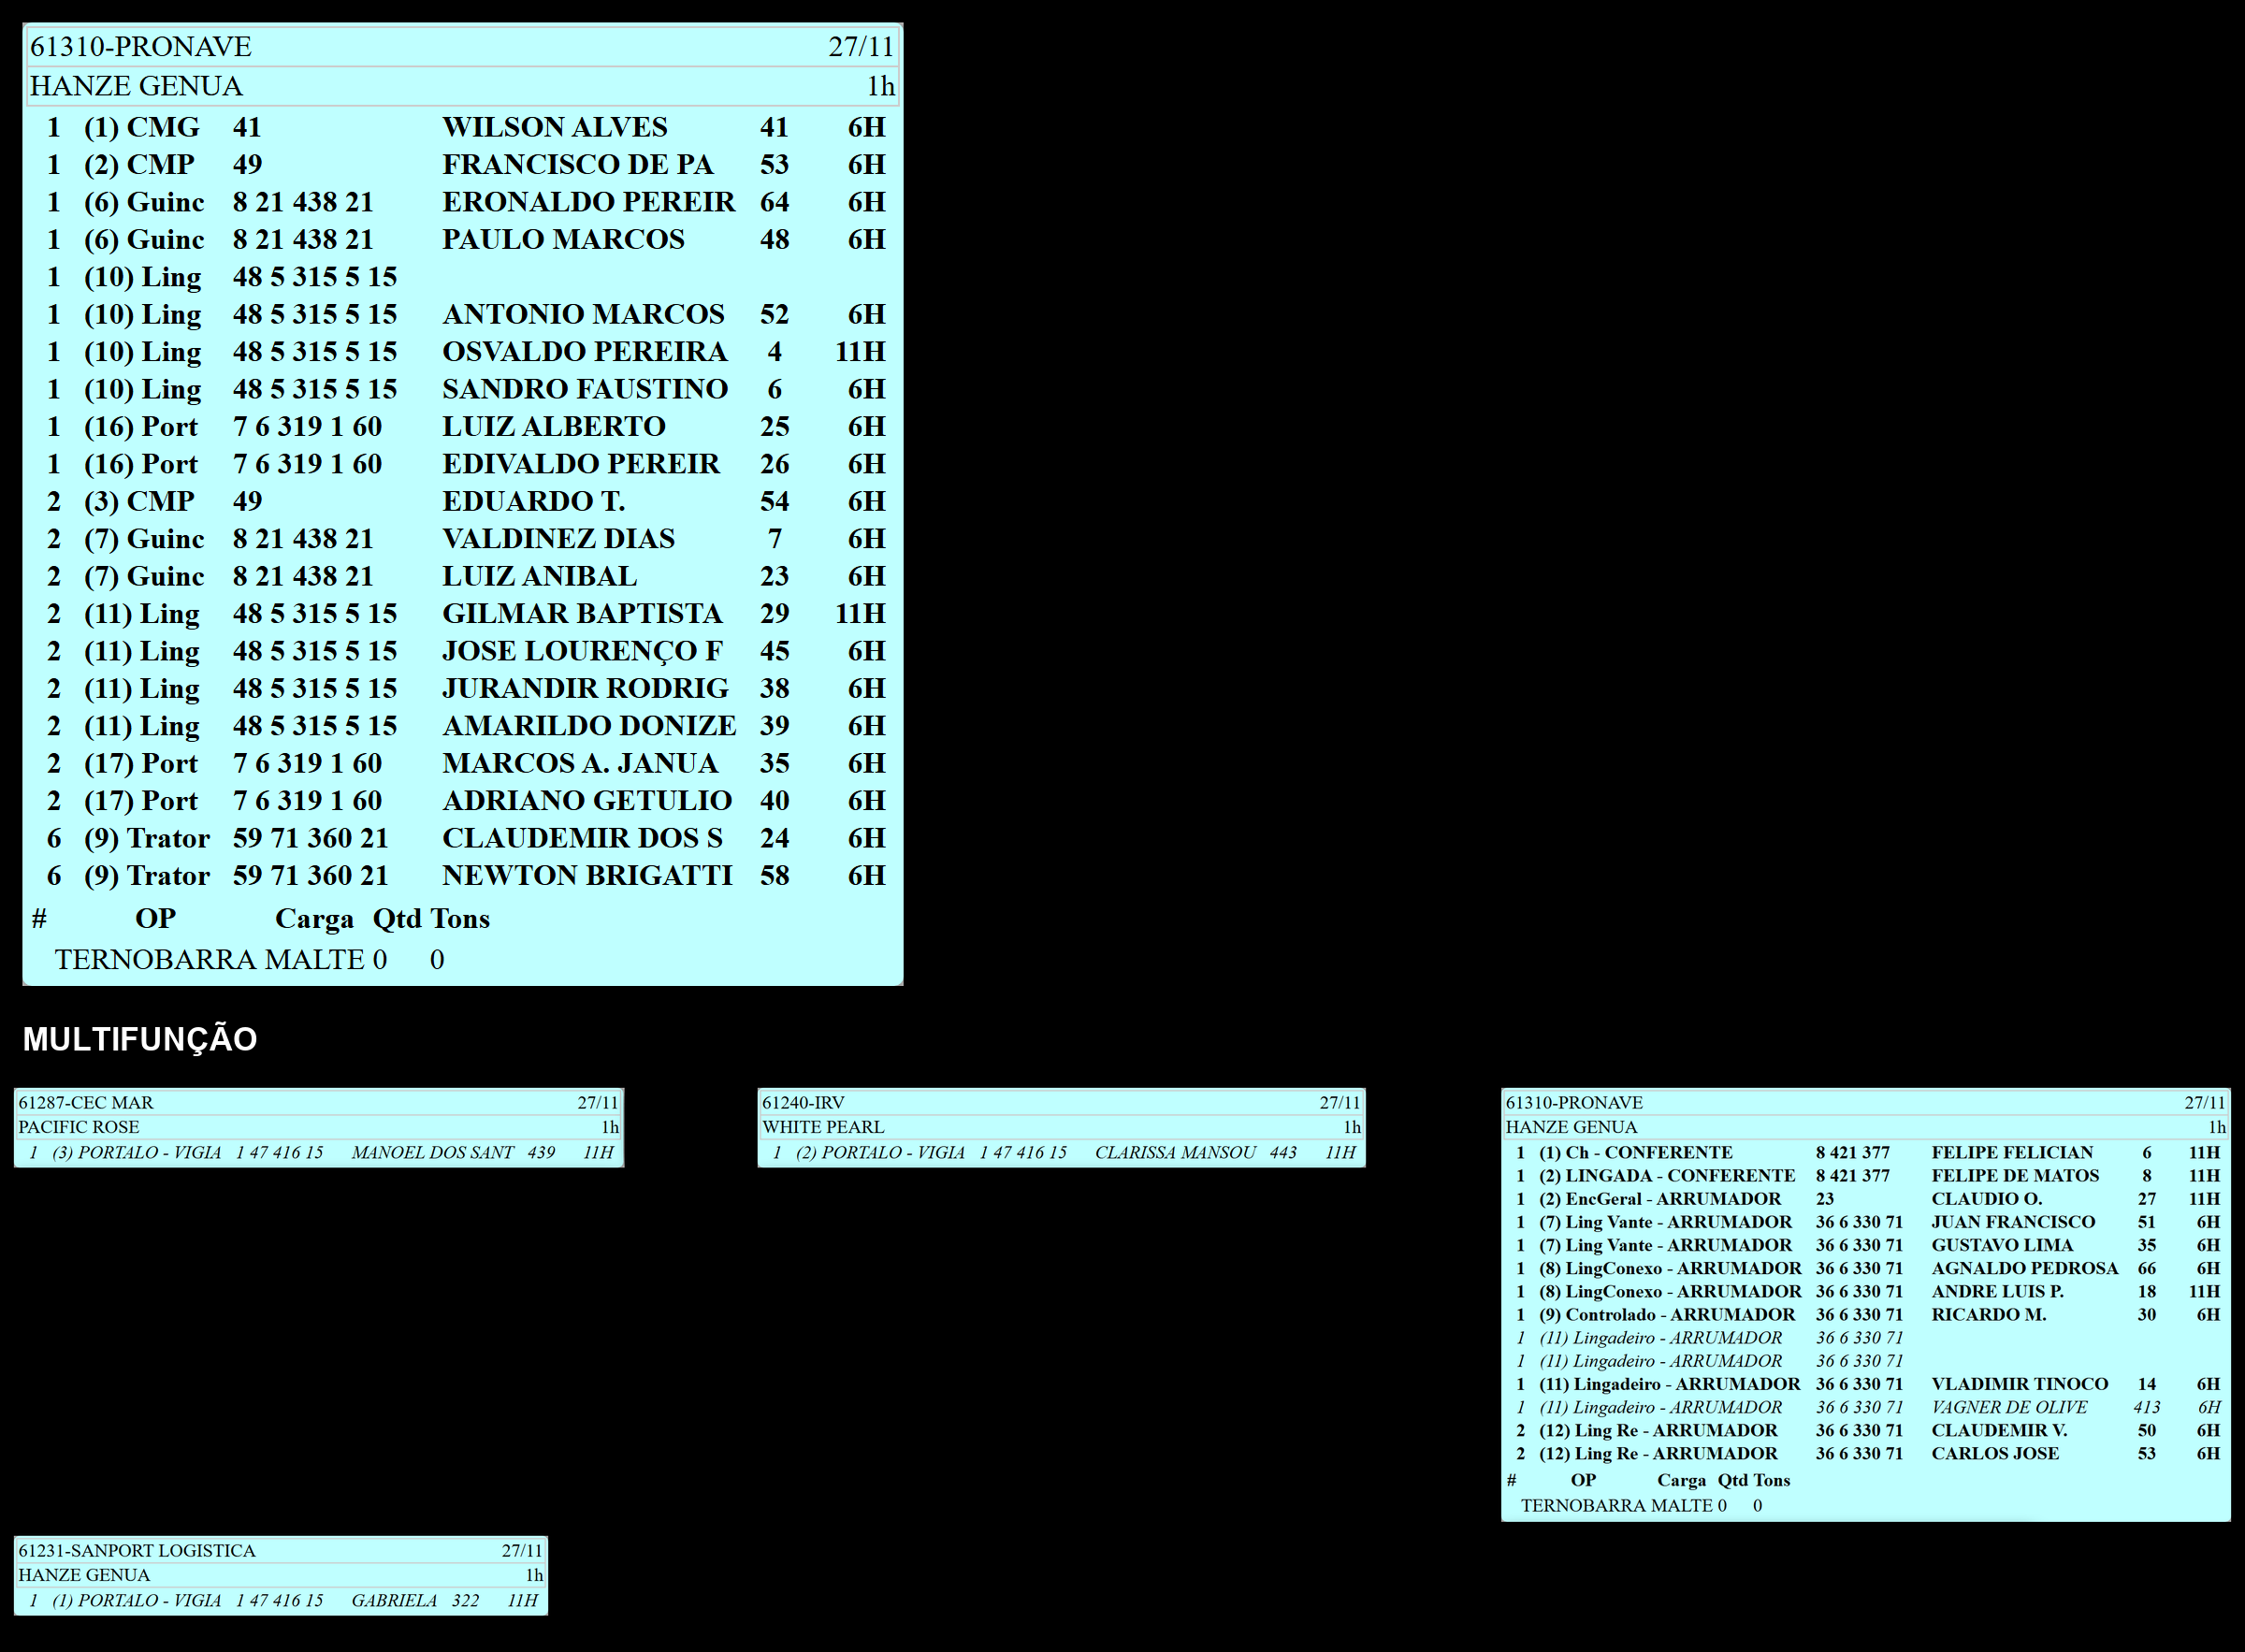 61310-PRONAVE 27/11
HANZE GENUA 1h
1 (1) CMG 41 WILSON ALVES 41 6H
1 (2) CMP 49 FRANCISCO DE PA 53 6H
1 (6) Guinc 8 21 438 21 ERONALDO PEREIR 64 6H
1 (6) Guinc 8 21 438 21 PAULO MARCOS 48 6H
1 (10) Ling 48 5 315 5 15
1 (10) Ling 48 5 315 5 15 ANTONIO MARCOS 52 6H
1 (10) Ling 48 5 315 5 15 OSVALDO PEREIRA 4 11H
1 (10) Ling 48 5 315 5 15 SANDRO FAUSTINO 6 6H
1 (16) Port 7 6 319 1 60 LUIZ ALBERTO 25 6H
1 (16) Port 7 6 319 1 60 EDIVALDO PEREIR 26 6H
2 (3) CMP 49 EDUARDO T. 54 6H
2 (7) Guinc 8 21 438 21 VALDINEZ DIAS 7 6H
2 (7) Guinc 8 21 438 21 LUIZ ANIBAL 23 6H
2 (11) Ling 48 5 315 5 15 GILMAR BAPTISTA 29 11H
2 (11) Ling 48 5 315 5 15 JOSE LOURENÇO F 45 6H
2 (11) Ling 48 5 315 5 15 JURANDIR RODRIG 38 6H
2 (11) Ling 48 5 315 5 15 AMARILDO DONIZE 39 6H
2 (17) Port 7 6 319 1 60 MARCOS A. JANUA 35 6H
2 (17) Port 7 6 319 1 60 ADRIANO GETULIO 40 6H
6 (9) Trator 59 71 360 21 CLAUDEMIR DOS S 24 6H
6 (9) Trator 59 71 360 21 NEWTON BRIGATTI 58 6H
# OP Carga Qtd Tons
TERNOBARRA MALTE 0 0
MULTIFUNÇÃO
61287-CEC MAR 27/11
PACIFIC ROSE 1h
1 (3) PORTALO - VIGIA 1 47 416 15 MANOEL DOS SANT 439 11H
61240-IRV 27/11
WHITE PEARL 1h
1 (2) PORTALO - VIGIA 1 47 416 15 CLARISSA MANSOU 443 11H
61310-PRONAVE 27/11
HANZE GENUA 1h
1 (1) Ch - CONFERENTE 8 421 377 FELIPE FELICIAN 6 11H
1 (2) LINGADA - CONFERENTE 8 421 377 FELIPE DE MATOS 8 11H
1 (2) EncGeral - ARRUMADOR 23 CLAUDIO O. 27 11H
1 (7) Ling Vante - ARRUMADOR 36 6 330 71 JUAN FRANCISCO 51 6H
1 (7) Ling Vante - ARRUMADOR 36 6 330 71 GUSTAVO LIMA 35 6H
1 (8) LingConexo - ARRUMADOR 36 6 330 71 AGNALDO PEDROSA 66 6H
1 (8) LingConexo - ARRUMADOR 36 6 330 71 ANDRE LUIS P. 18 11H
1 (9) Controlado - ARRUMADOR 36 6 330 71 RICARDO M. 30 6H
1 (11) Lingadeiro - ARRUMADOR 36 6 330 71
1 (11) Lingadeiro - ARRUMADOR 36 6 330 71
1 (11) Lingadeiro - ARRUMADOR 36 6 330 71 VLADIMIR TINOCO 14 6H
1 (11) Lingadeiro - ARRUMADOR 36 6 330 71 VAGNER DE OLIVE 413 6H
2 (12) Ling Re - ARRUMADOR 36 6 330 71 CLAUDEMIR V. 50 6H
2 (12) Ling Re - ARRUMADOR 36 6 330 71 CARLOS JOSE 53 6H
# OP Carga Qtd Tons
TERNOBARRA MALTE 0 0
61231-SANPORT LOGISTICA 27/11
HANZE GENUA 1h
1 (1) PORTALO - VIGIA 1 47 416 15 GABRIELA 322 11H